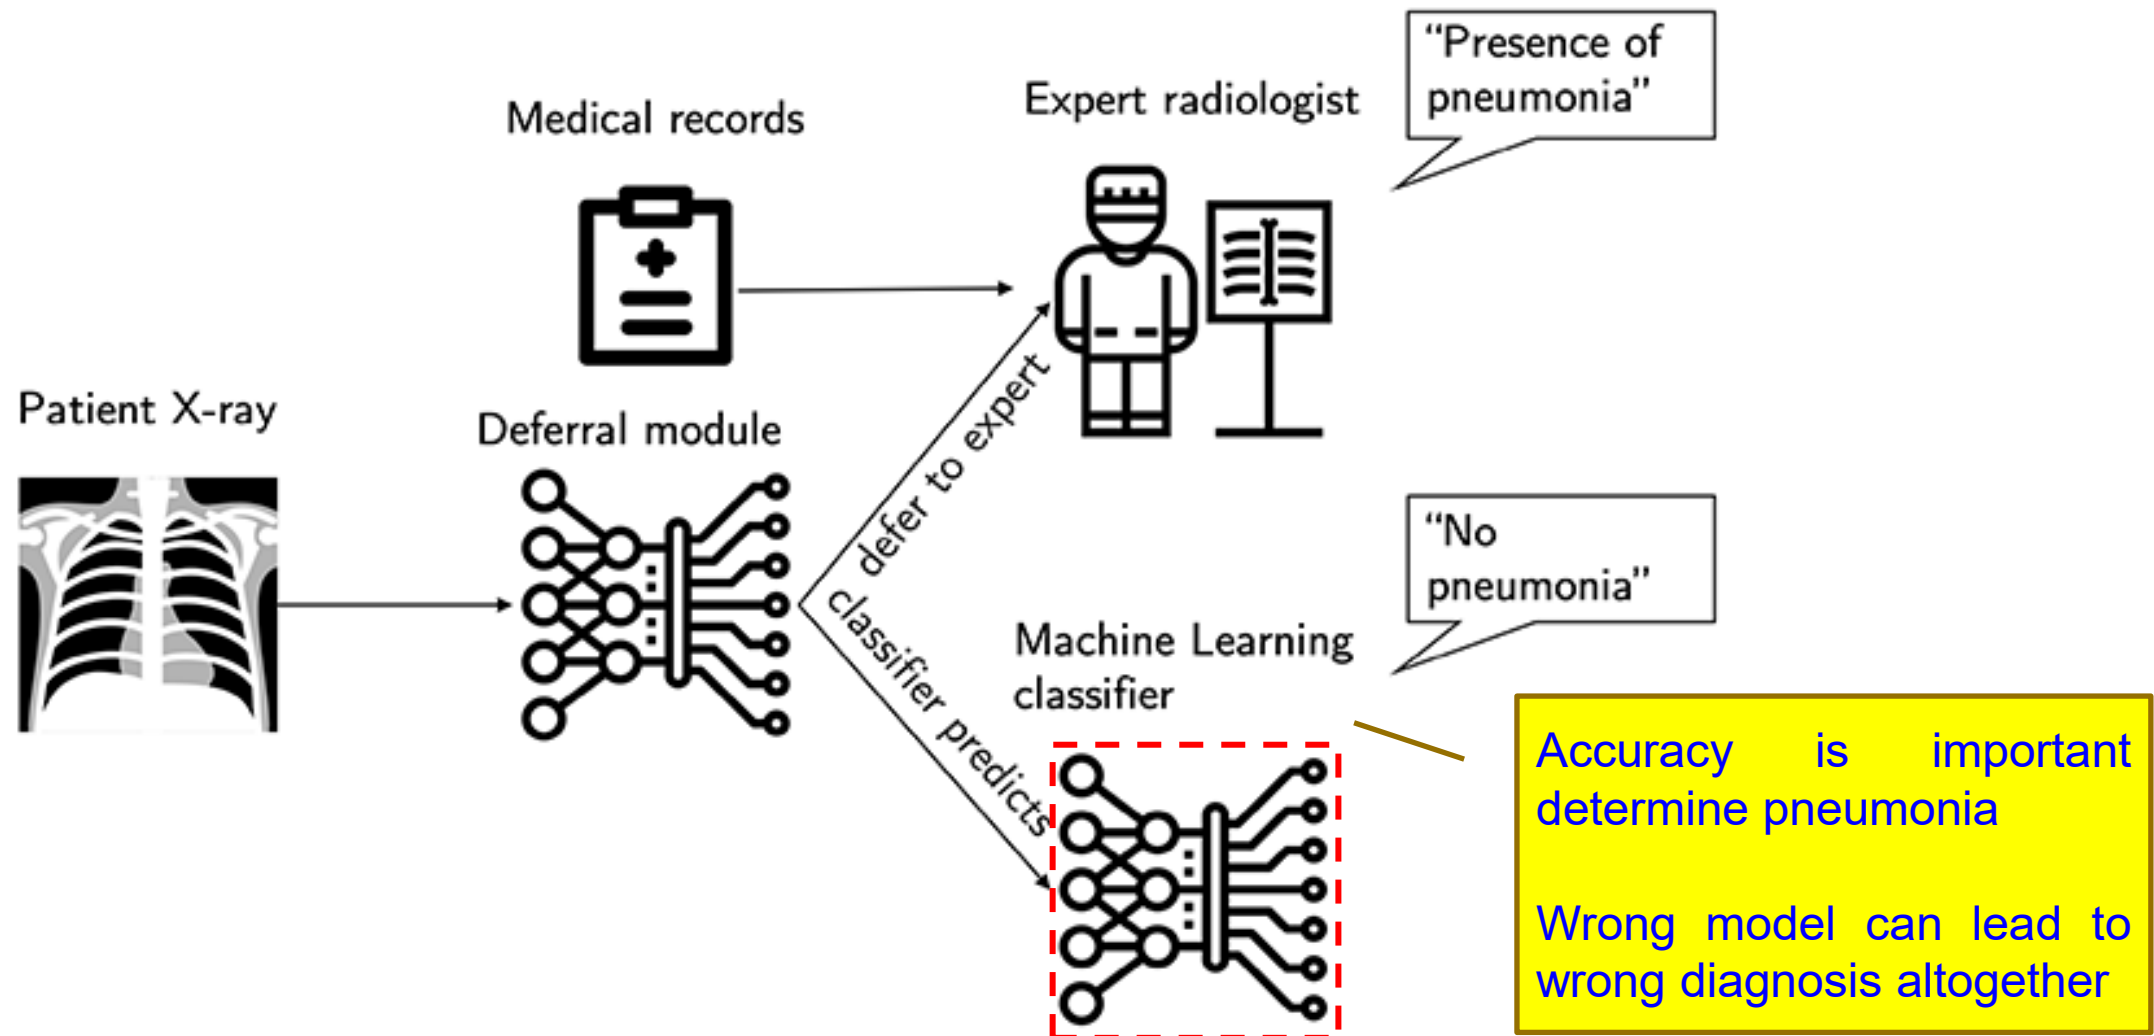 Medical records
Expert radiologist
“Presence of
pneumonia”
Patient X-ray
Deferral module
defer to expert
classifier predicts
“No
pneumonia”
Machine Learning
classifier
Accuracy is important
determine pneumonia
Wrong model can lead to
wrong diagnosis altogether